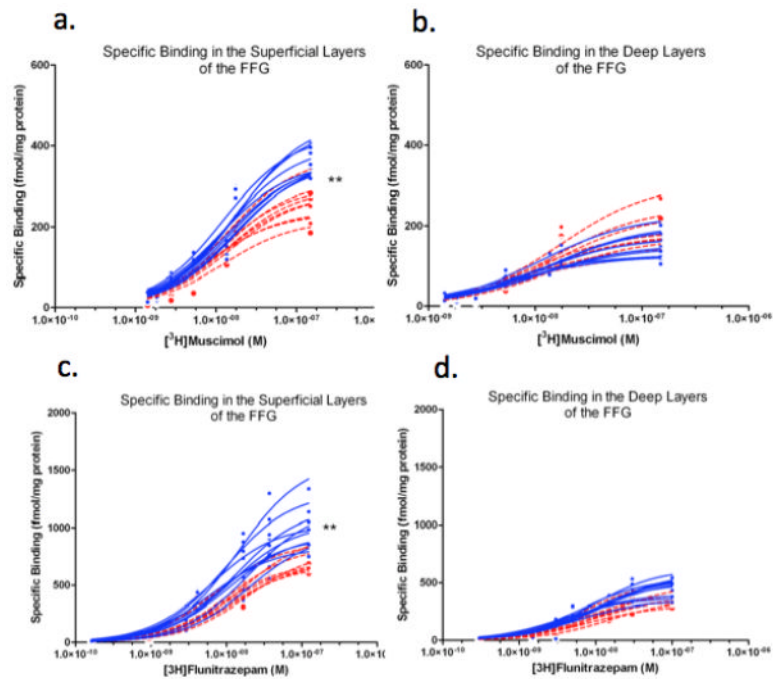 a.
Specific Binding in the Superficial Layers
of the FFG
Specific Binding (fmol/mg protein)
600
400
200
0
**
1.0×10-10
1.0×10-09
1.0×10-08
1.0×10-07
1.0×
[3H]Muscimol (M)
b.
Specific Binding in the Deep Layers
of the FFG
Specific Binding (fmol/mg protein)
600
400
200
0
1.0×10-09
1.0×10-08
1.0×10-07
1.0×10-06
[3H]Muscimol (M)
c.
Specific Binding in the Superficial Layers
of the FFG
Specific Binding (fmol/mg protein)
2000
1500
1000
500
0
**
1.0×10-10
1.0×10-09
1.0×10-08
1.0×10-07
1.0×1(
[3H]Flunitrazepam (M)
d.
Specific Binding in the Deep Layers
of the FFG
Specific Binding (fmol/mg protein)
2000
1500
1000
500
0
1.0×10-10
1.0×10-09
1.0×10-08
1.0×10-07
1.0×10-06
[3H]Flunitrazepam (M)